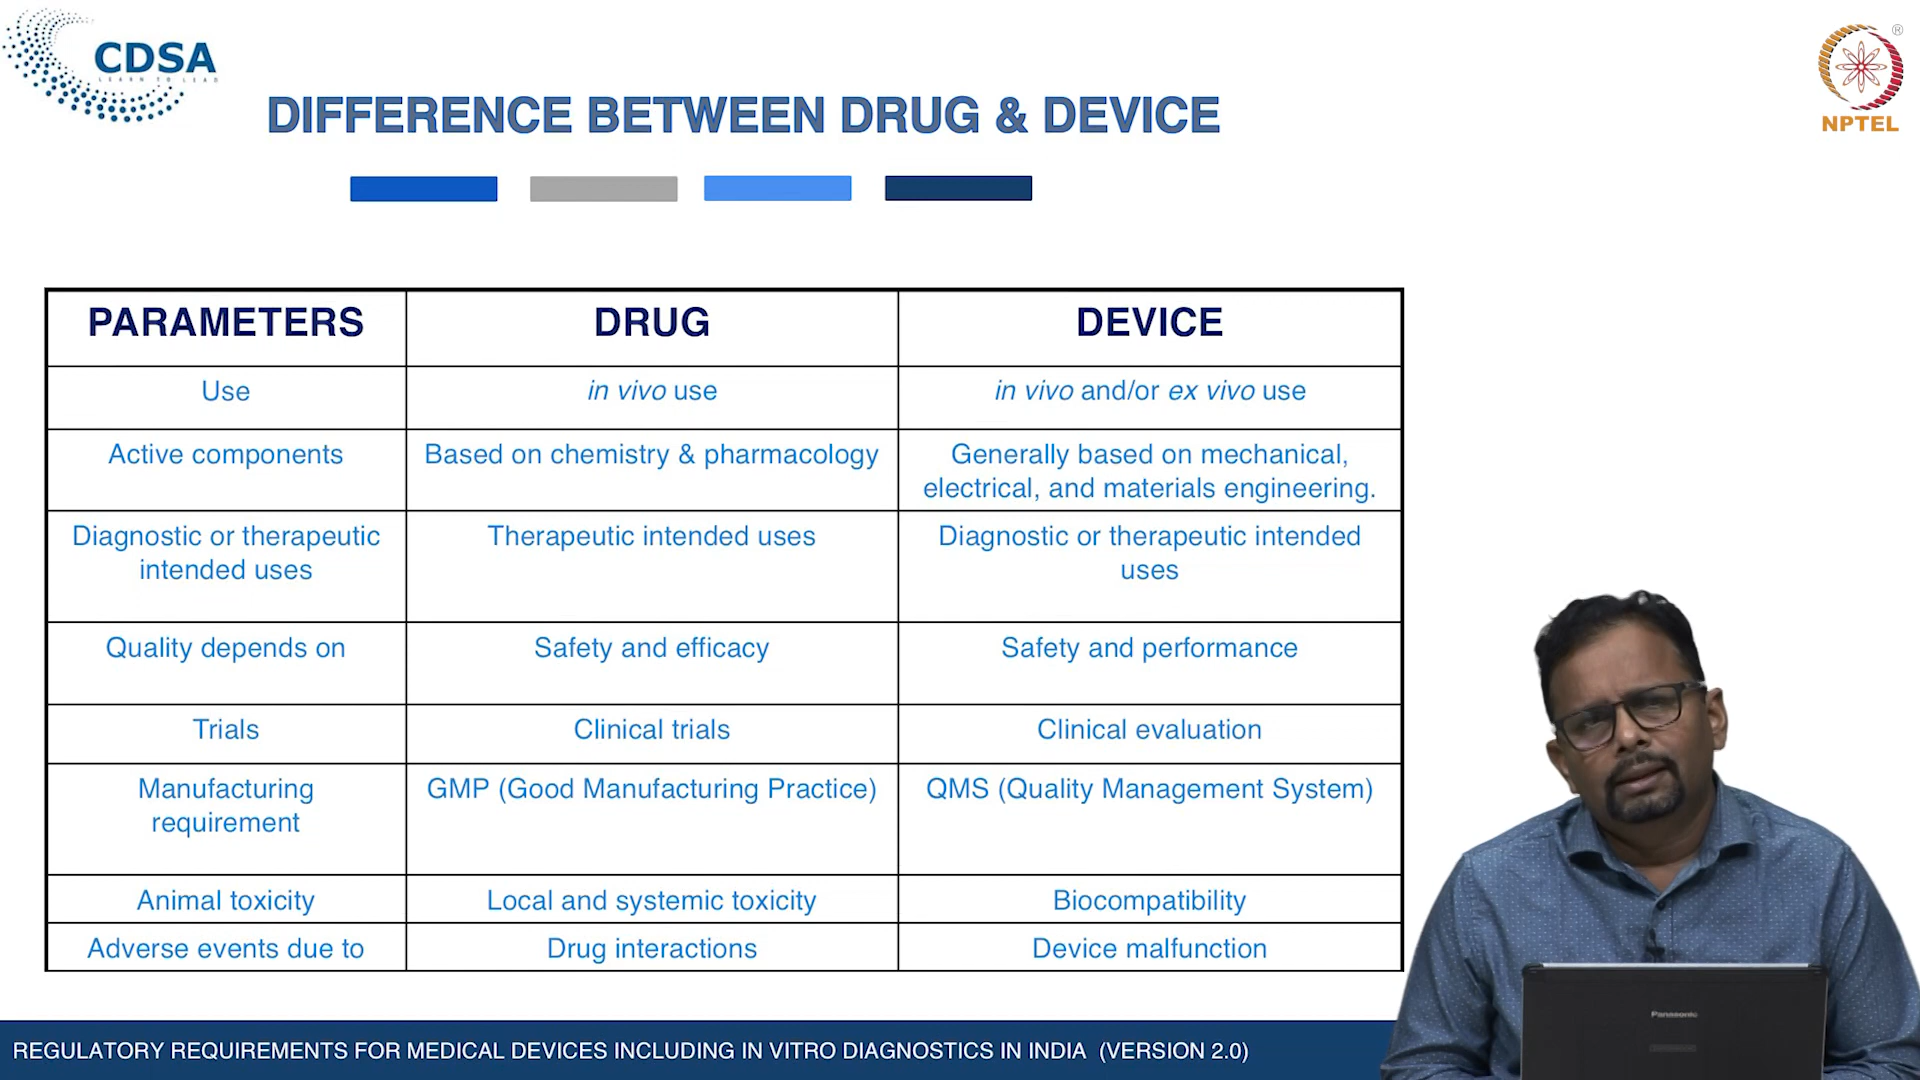 CDSA
LEARN TO LEAD
®
NPTEL
DIFFERENCE BETWEEN DRUG & DEVICE
PARAMETERS DRUG DEVICE
Use in vivo use in vivo and/or ex vivo use
Active components Based on chemistry & pharmacology Generally based on mechanical,
electrical, and materials engineering.
Diagnostic or therapeutic Therapeutic intended uses Diagnostic or therapeutic intended
intended uses uses
Quality depends on Safety and efficacy Safety and performance
Trials Clinical trials Clinical evaluation
Manufacturing GMP (Good Manufacturing Practice) QMS (Quality Management System)
requirement
Animal toxicity Local and systemic toxicity Biocompatibility
Adverse events due to Drug interactions Device malfunction
Panasonic
REGULATORY REQUIREMENTS FOR MEDICAL DEVICES INCLUDING IN VITRO DIAGNOSTICS IN INDIA (VERSION 2.0)